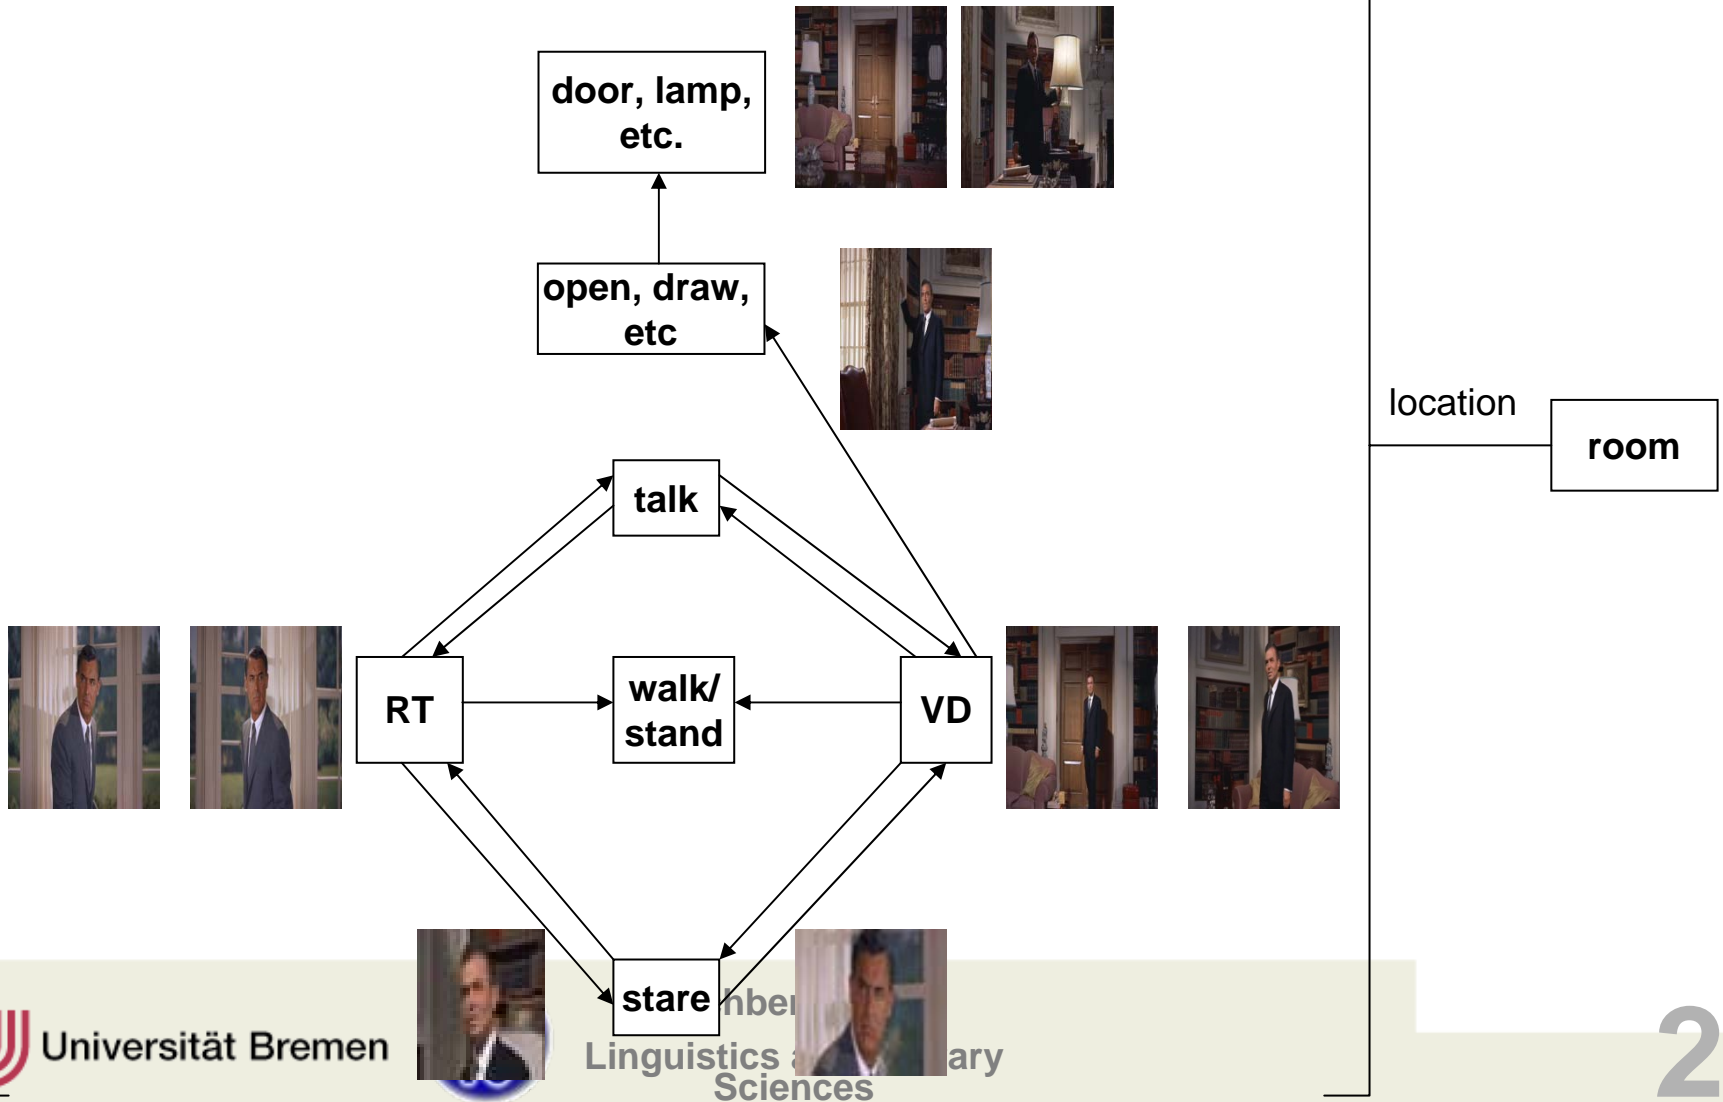 door, lamp,
etc.
open, draw,
etc
location
room
talk
RT
walk/
stand
VD
stare
Universität Bremen
Linguistics
Sciences
2